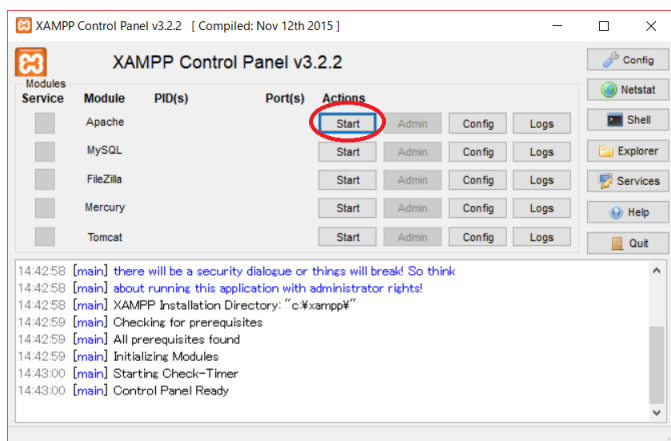 XAMPP Control Panel v3.2.2 [ Compiled: Nov 12th 2015 ]
XAMPP Control Panel v3.2.2
Config
Modules
Service Module PID(s) Port(s) Actions
Netstat
Apache Start Admin Config Logs
Shell
MySQL Start Admin Config Logs
Explorer
FileZilla Start Admin Config Logs
Services
Mercury Start Admin Config Logs
Help
Tomcat Start Admin Config Logs
Quit
14:42:58 [main] there will be a security dialogue or things will break! So think
14:42:58 [main] about running this application with administrator rights!
14:42:58 [main] XAMPP Installation Directory: "c:¥xampp¥"
14:42:59 [main] Checking for prerequisites
14:42:59 [main] All prerequisites found
14:42:59 [main] Initializing Modules
14:43:00 [main] Starting Check-Timer
14:43:00 [main] Control Panel Ready